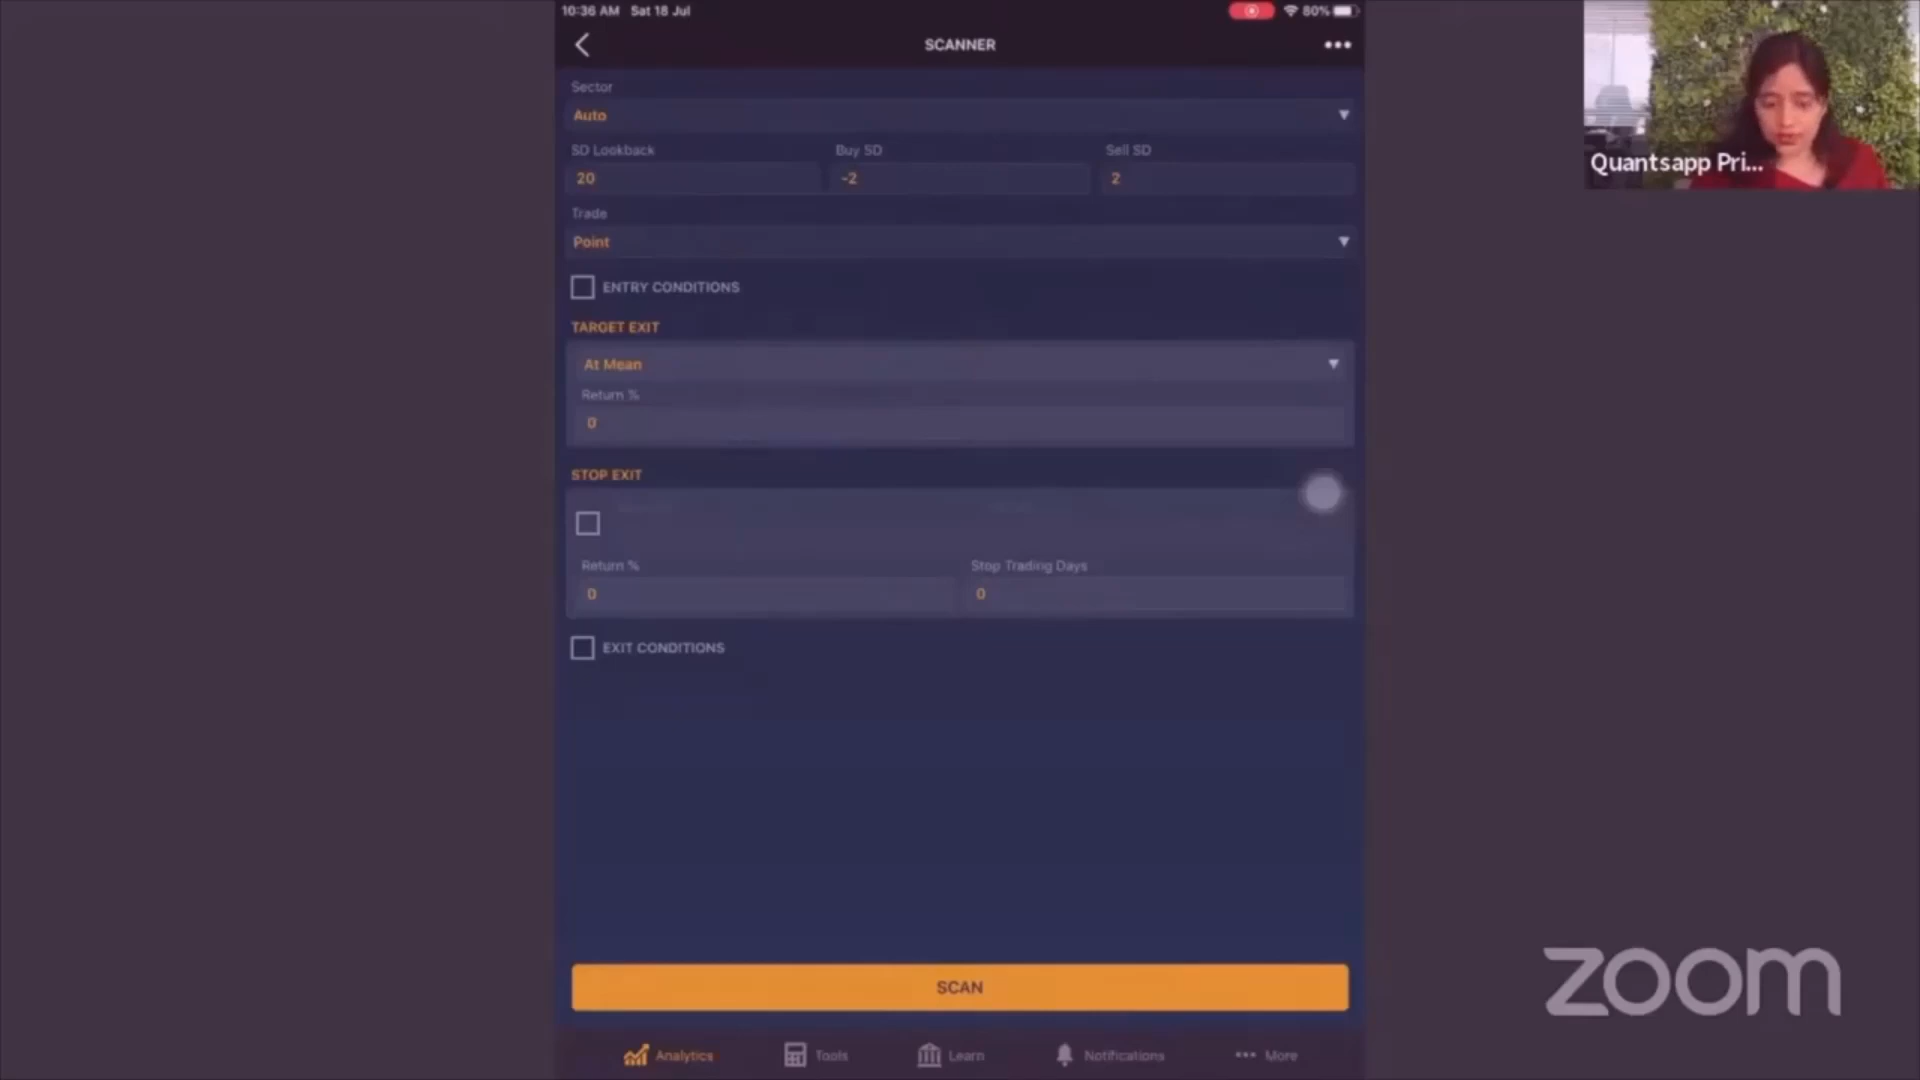 10:36 AM Sat 18 Jul
80%
SCANNER
Quantsapp Pri...
Sector
Auto
SD Lookback Buy SD Sell SD
20 -2 2
Trade
Point
ENTRY CONDITIONS
TARGET EXIT
At Mean
Return %
0
STOP EXIT
Return % Stop Trading Days
0 0
EXIT CONDITIONS
SCAN
zoom
Analytics Tools Learn Notifications More